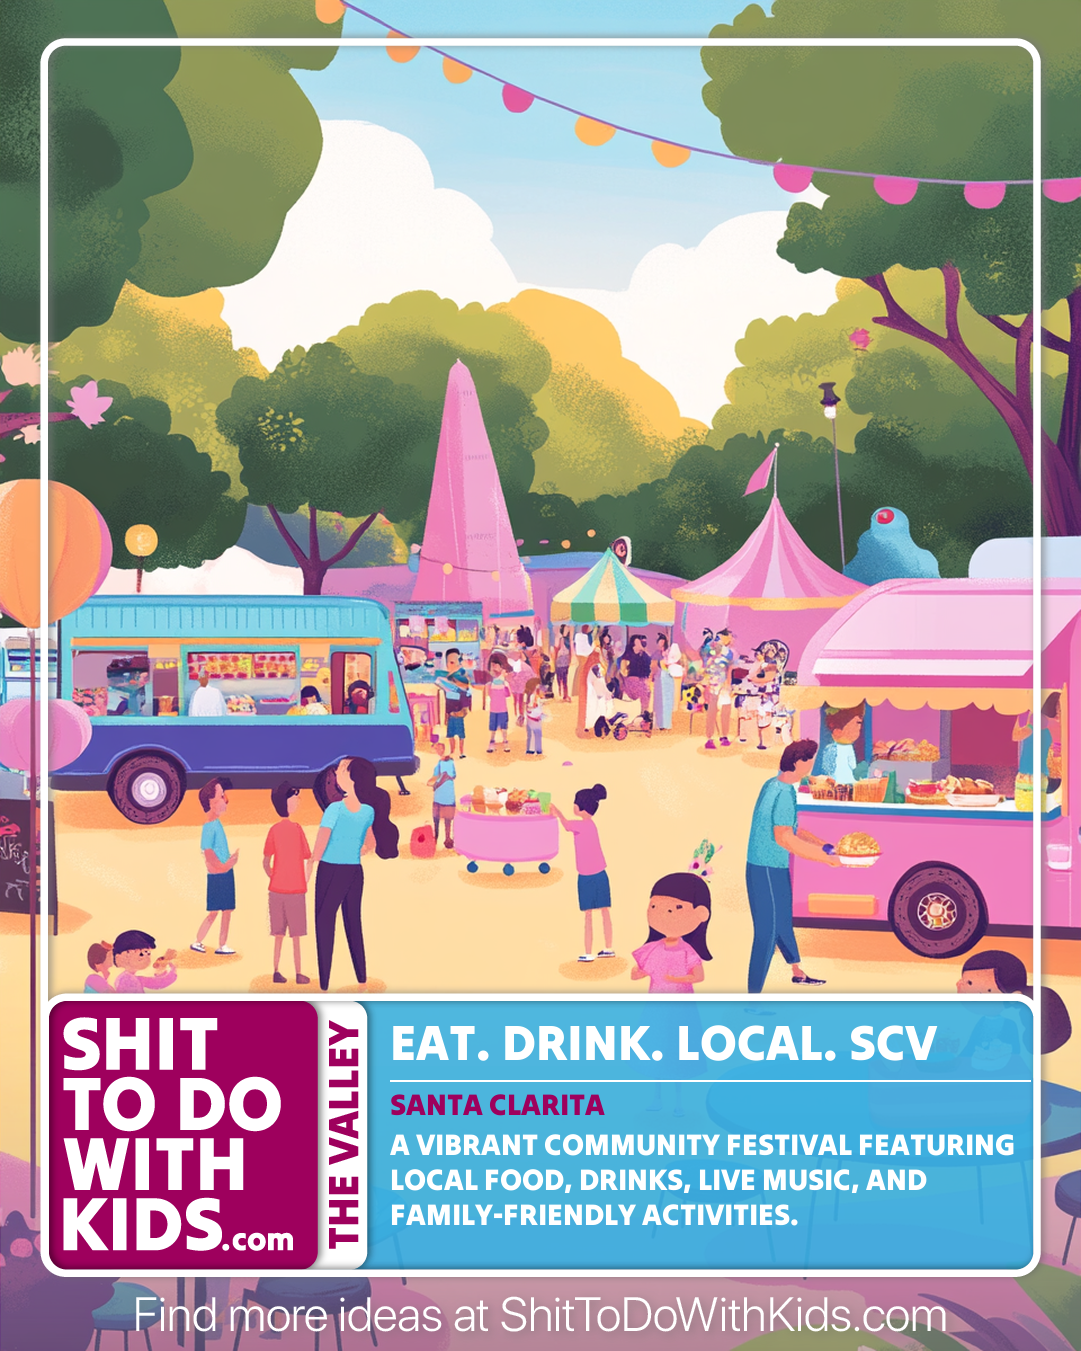 SHIT
TO DO
WITH
KIDS.com
THE VALLEY
EAT. DRINK. LOCAL. SCV
SANTA CLARITA
A VIBRANT COMMUNITY FESTIVAL FEATURING
LOCAL FOOD, DRINKS, LIVE MUSIC, AND
FAMILY-FRIENDLY ACTIVITIES.
Find more ideas at ShitToDoWithKids.com